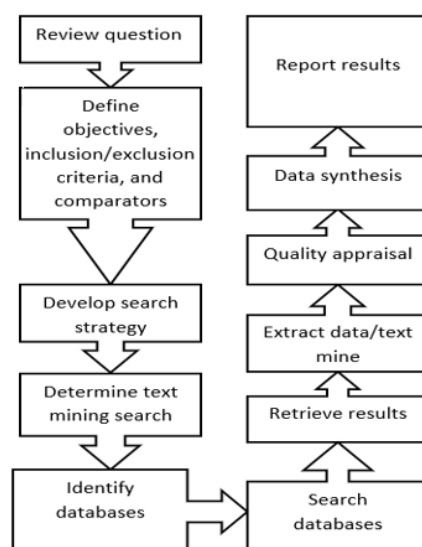 Review question
Define
objectives,
inclusion/exclusion
criteria, and
comparators
Develop search
strategy
Determine text
mining search
Identify
databases
Search
databases
Retrieve results
Extract data/text
mine
Quality appraisal
Data synthesis
Report results